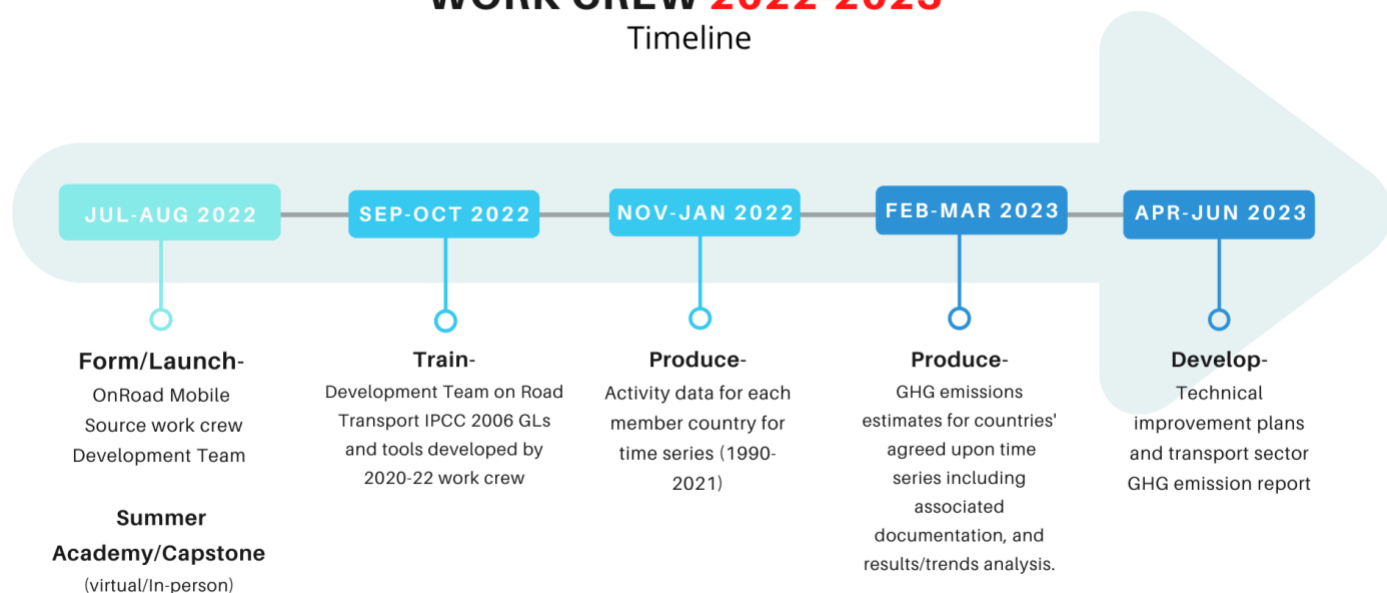 WORK CREW 2022-2023
Timeline
JUL-AUG 2022
SEP-OCT 2022
NOV-JAN 2022
FEB-MAR 2023
APR-JUN 2023
Form/Launch-
OnRoad Mobile
Source work crew
Development Team
Summer
Academy/Capstone
(virtual/In-person)
Train-
Development Team on Road
Transport IPCC 2006 GLs
and tools developed by
2020-22 work crew
Produce-
Activity data for each
member country for
time series (1990-
2021)
Produce-
GHG emissions
estimates for countries'
agreed upon time
series including
associated
documentation, and
results/trends analysis.
Develop-
Technical
improvement plans
and transport sector
GHG emission report